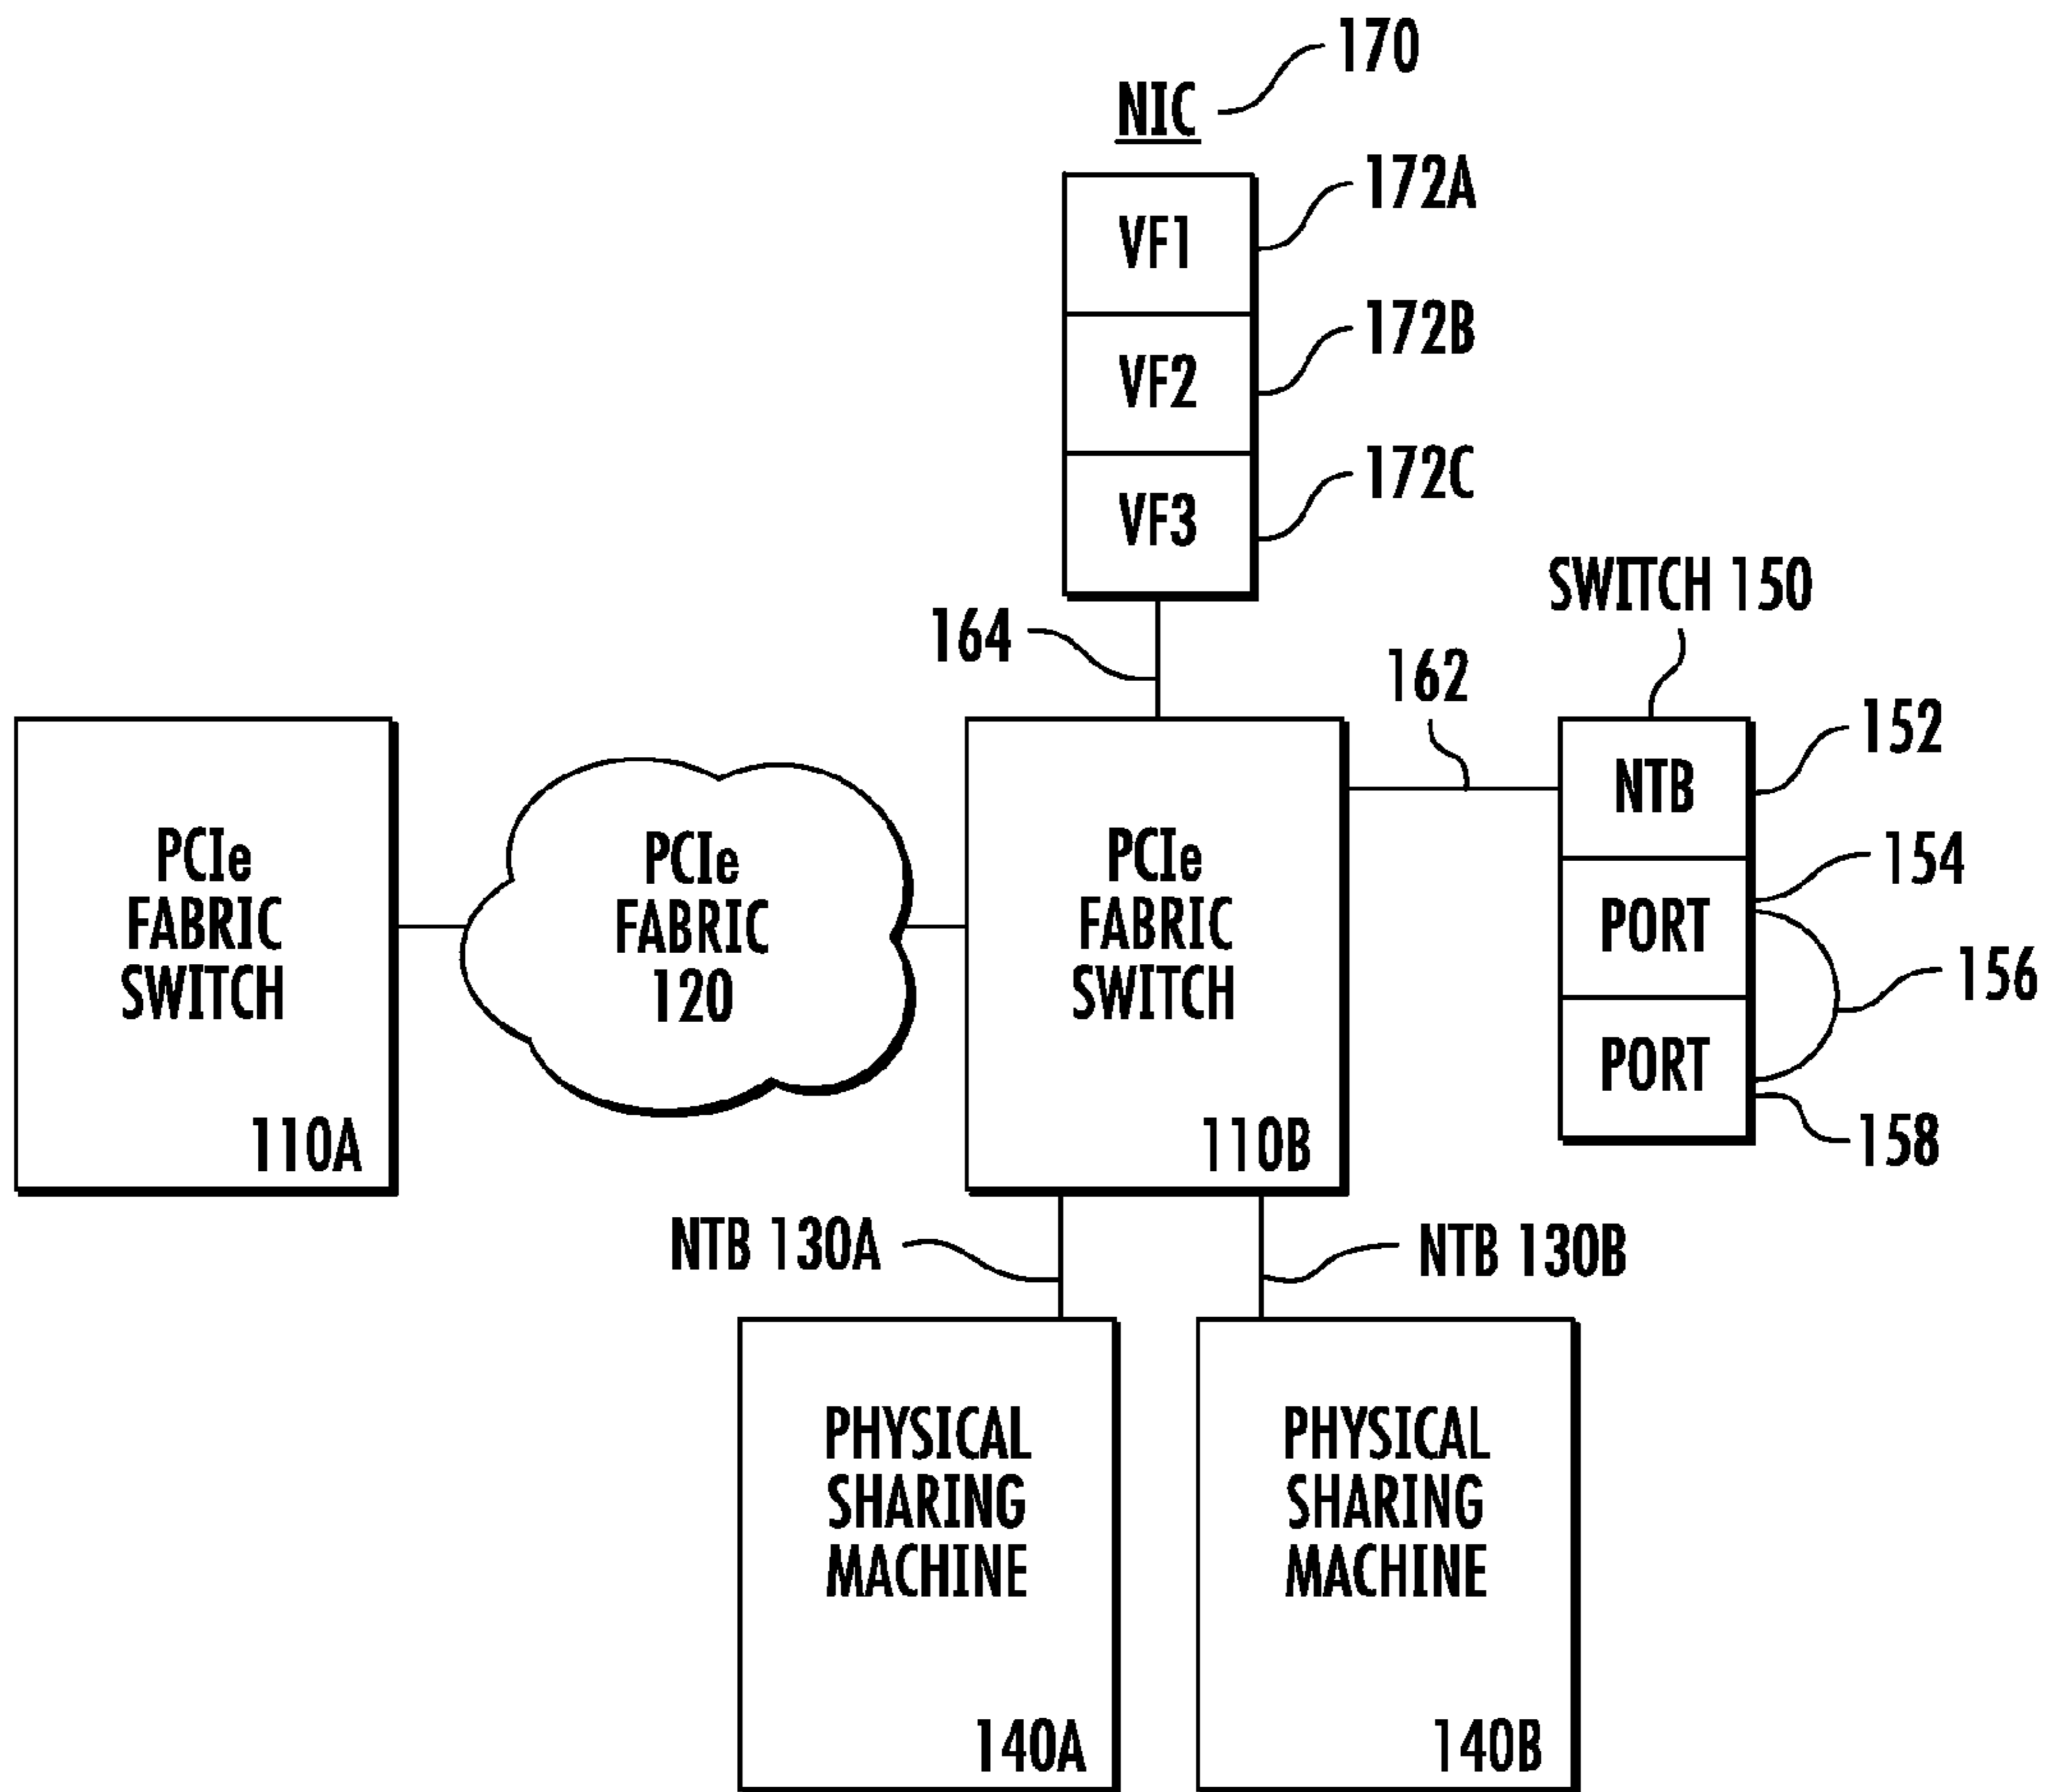 170
NIC
172A
VF1
172B
VF2
172C
VF3
SWITCH 150
164
162
152
NTB
154
PORT
156
PORT
158
PCIe
FABRIC
SWITCH
110A
PCIe
FABRIC
120
PCIe
FABRIC
SWITCH
110B
NTB 130A
NTB 130B
PHYSICAL
SHARING
MACHINE
140A
PHYSICAL
SHARING
MACHINE
140B